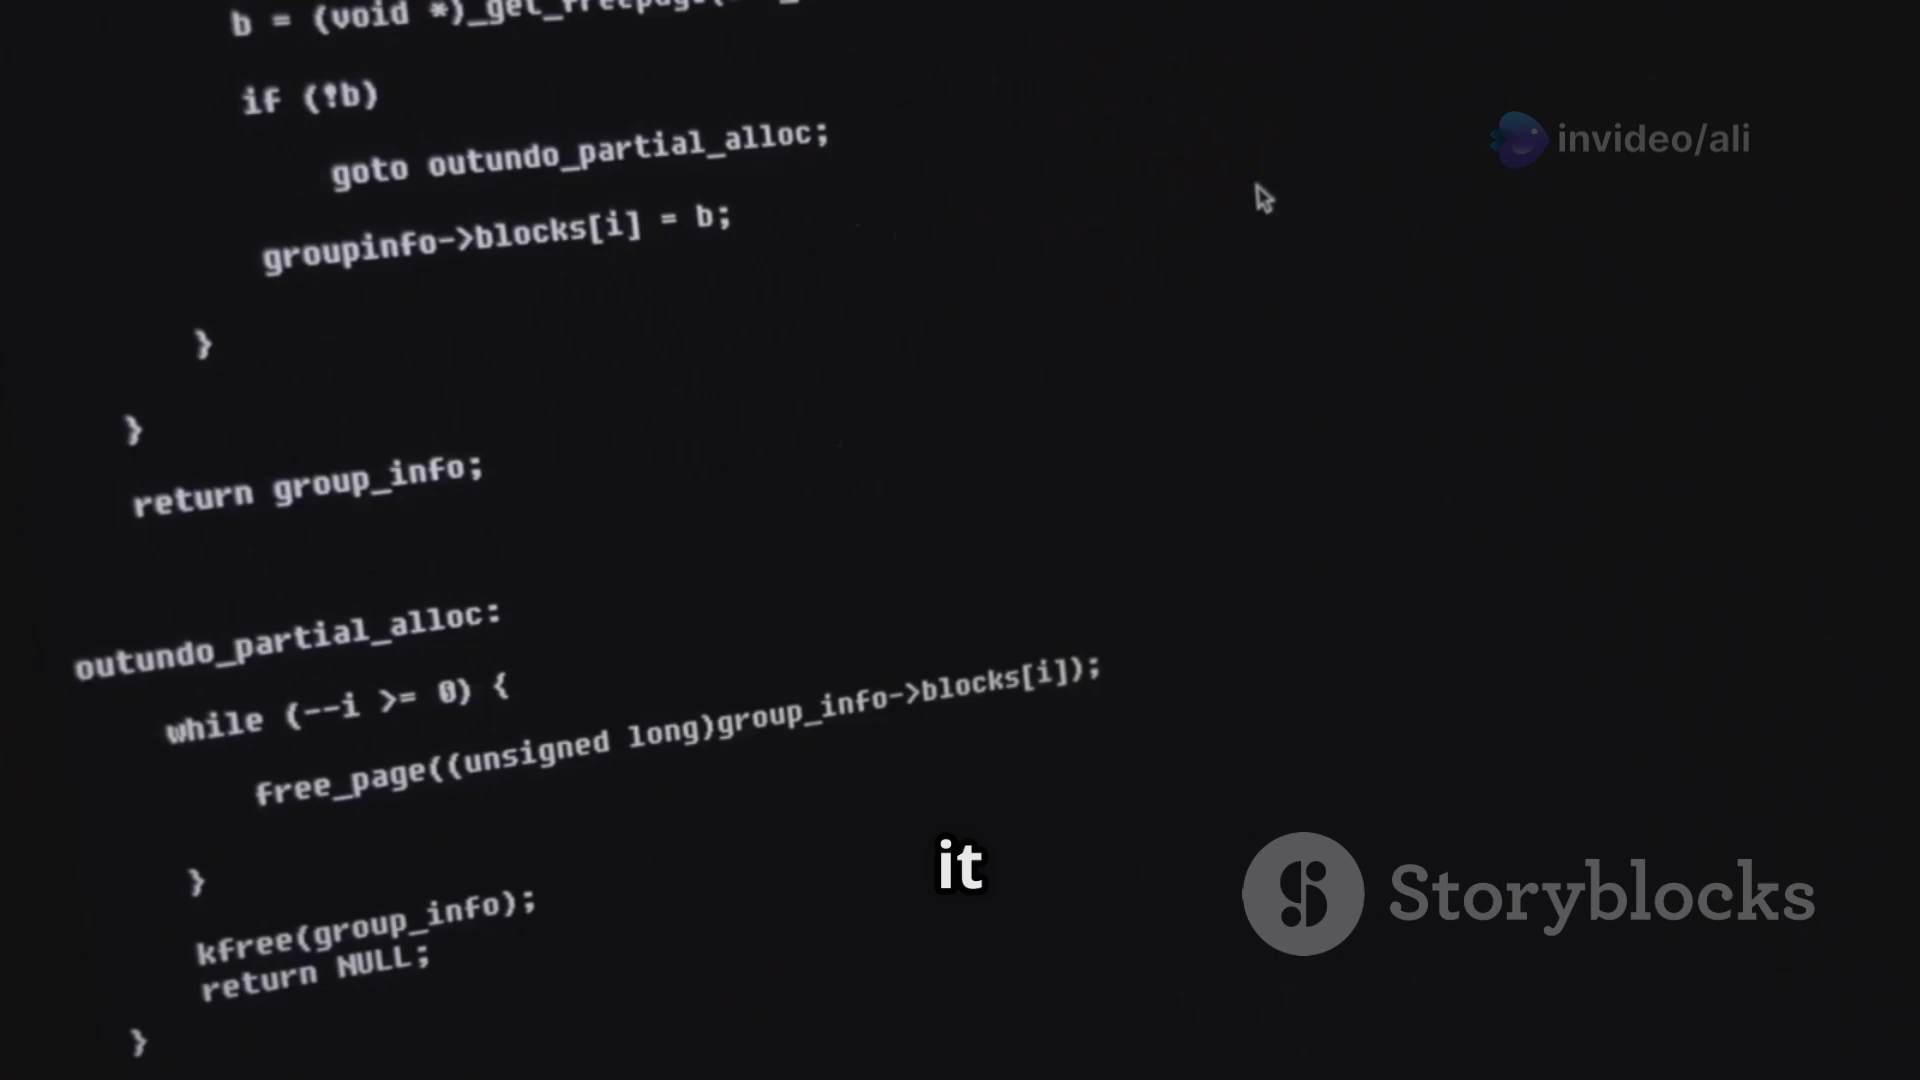 b = (void *)
if (!b)
goto outundo_partial_alloc;
groupinfo->blocks[i] = b;
}
}
return group_info;
outundo_partial_alloc:
while (--i >= 0) {
free_page((unsigned long)group_info->blocks[i]);
}
kfree(group_info);
return NULL;
}
invideo/ali
it
Storyblocks